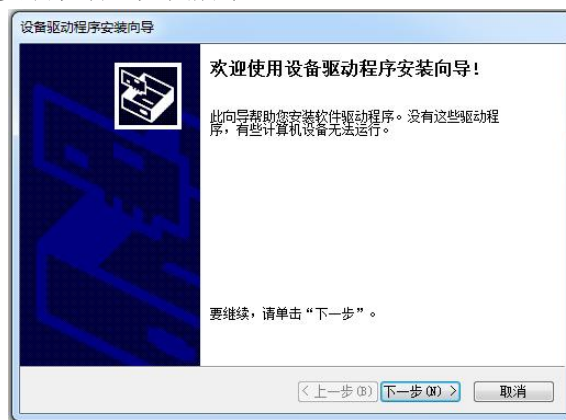 设备驱动程序安装向导
欢迎使用设备驱动程序安装向导!
此向导帮助您安装软件驱动程序。没有这些驱动程
序，有些计算机设备无法运行。
要继续，请单击“下一步”。
< 上一步(B) 下一步(N) > 取消